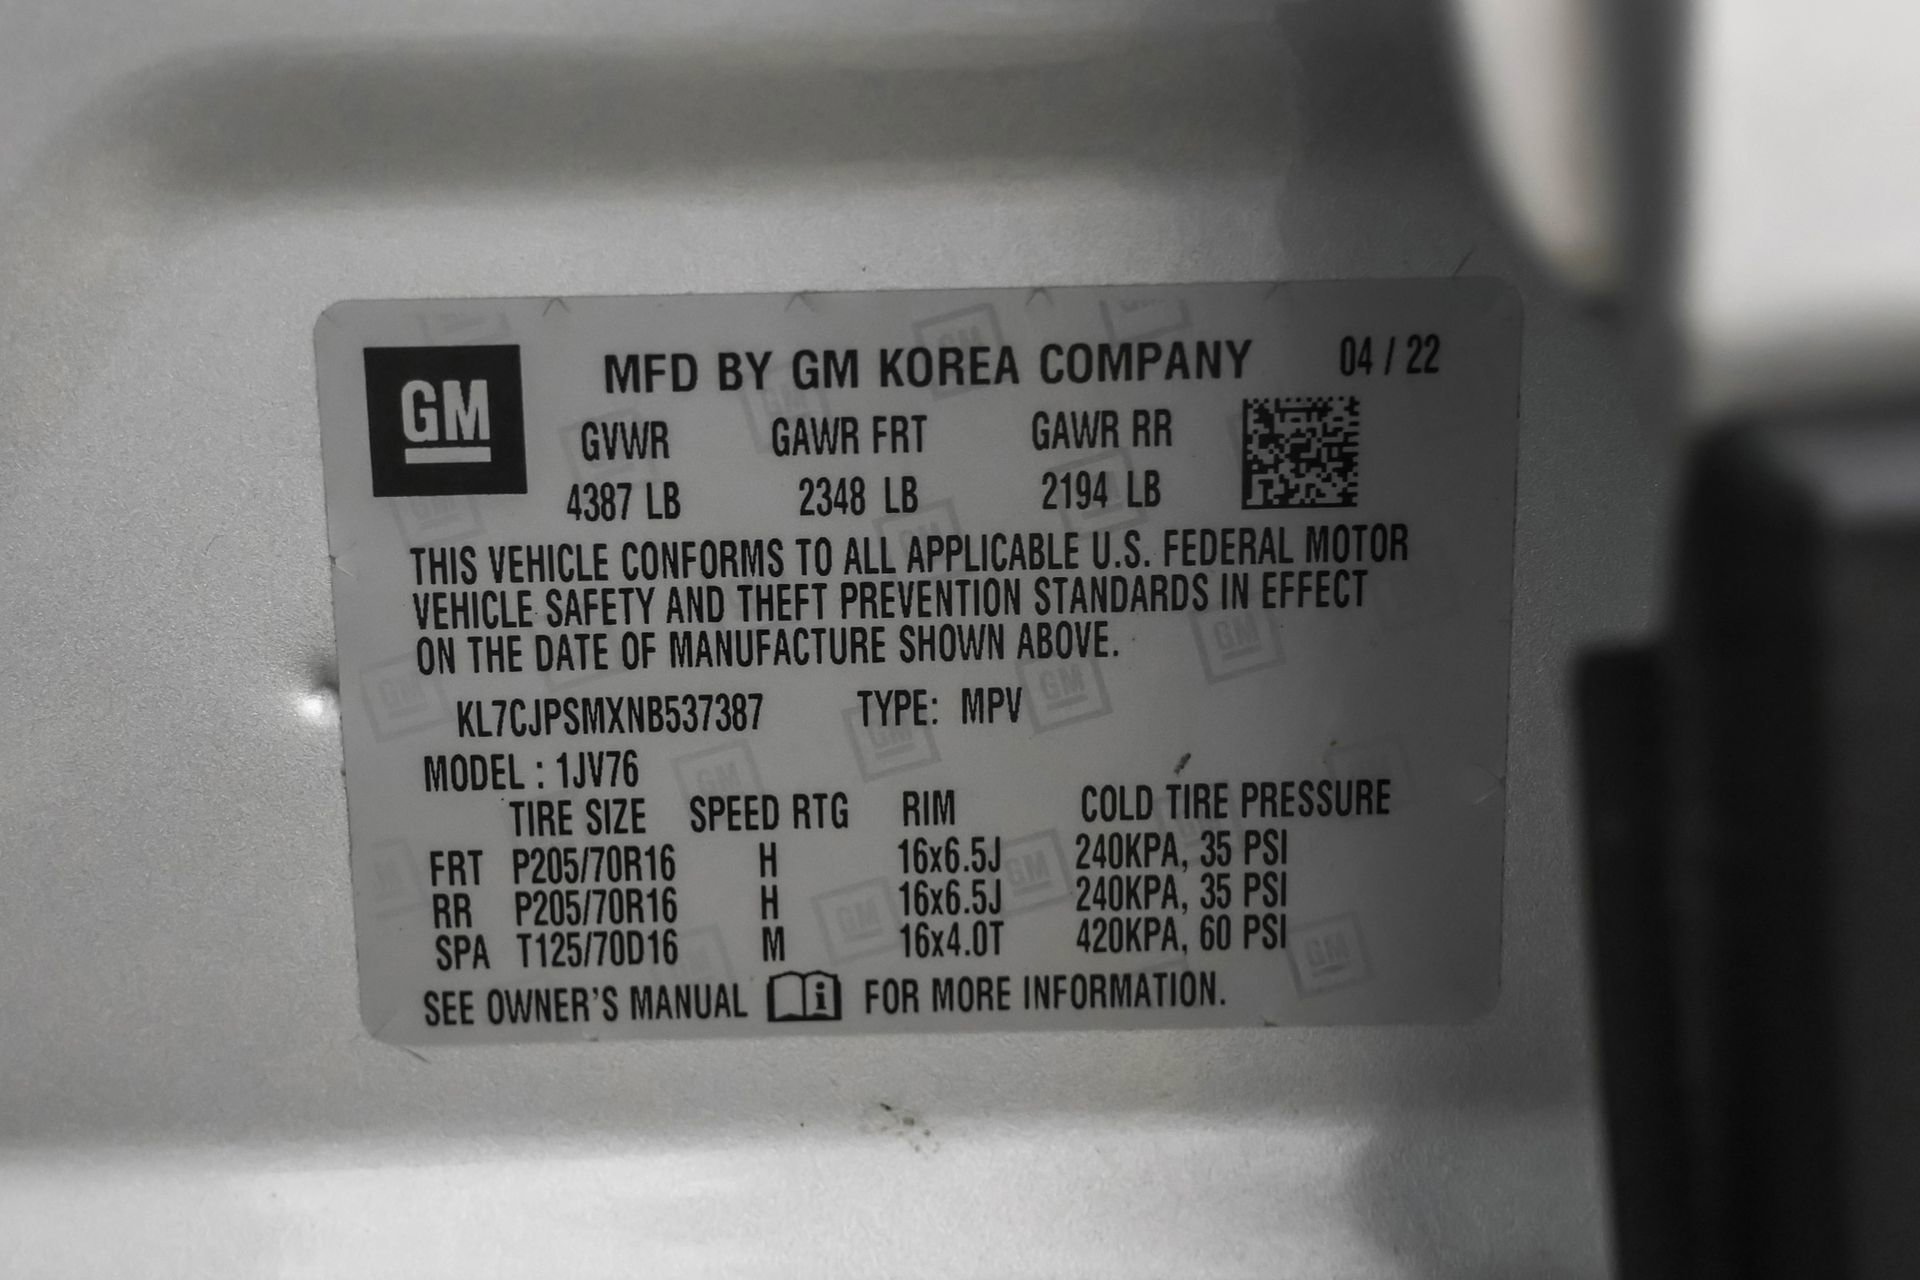 GM
MFD BY GM KOREA COMPANY 04 / 22
GVWR GAWR FRT GAWR RR
4387 LB 2348 LB 2194 LB
THIS VEHICLE CONFORMS TO ALL APPLICABLE U.S. FEDERAL MOTOR
VEHICLE SAFETY AND THEFT PREVENTION STANDARDS IN EFFECT
ON THE DATE OF MANUFACTURE SHOWN ABOVE.
KL7CJPSMXNB537387 TYPE: MPV
MODEL : 1JV76
TIRE SIZE SPEED RTG RIM COLD TIRE PRESSURE
FRT P205/70R16 H 16x6.5J 240KPA, 35 PSI
RR P205/70R16 H 16x6.5J 240KPA, 35 PSI
SPA T125/70D16 M 16x4.0T 420KPA, 60 PSI
SEE OWNER'S MANUAL i FOR MORE INFORMATION.